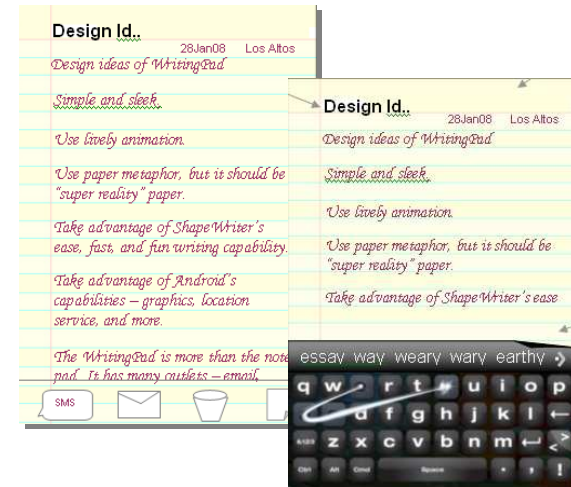 Design Id..
28Jan08 Los Altos
Design ideas of WritingPad
Simple and sleek.
Use lively animation.
Use paper metaphor, but it should be
"super reality" paper.
Take advantage of ShapeWriter's
ease, fast, and fun writing capability.
Take advantage of Android's
capabilities – graphics, location
service, and more.
The WritingPad is more than the note
pad. It has many outlets – email,
SMS
Design Id..
28Jan08 Los Altos
Design ideas of WritingPad
Simple and sleek.
Use lively animation.
Use paper metaphor, but it should be
"super reality" paper.
Take advantage of ShapeWriter's ease
essay way weary wary earthy
q w r t u i o p
d f g h j k l
z x c v b n m
Ctrl Alt Cmd Space . , !